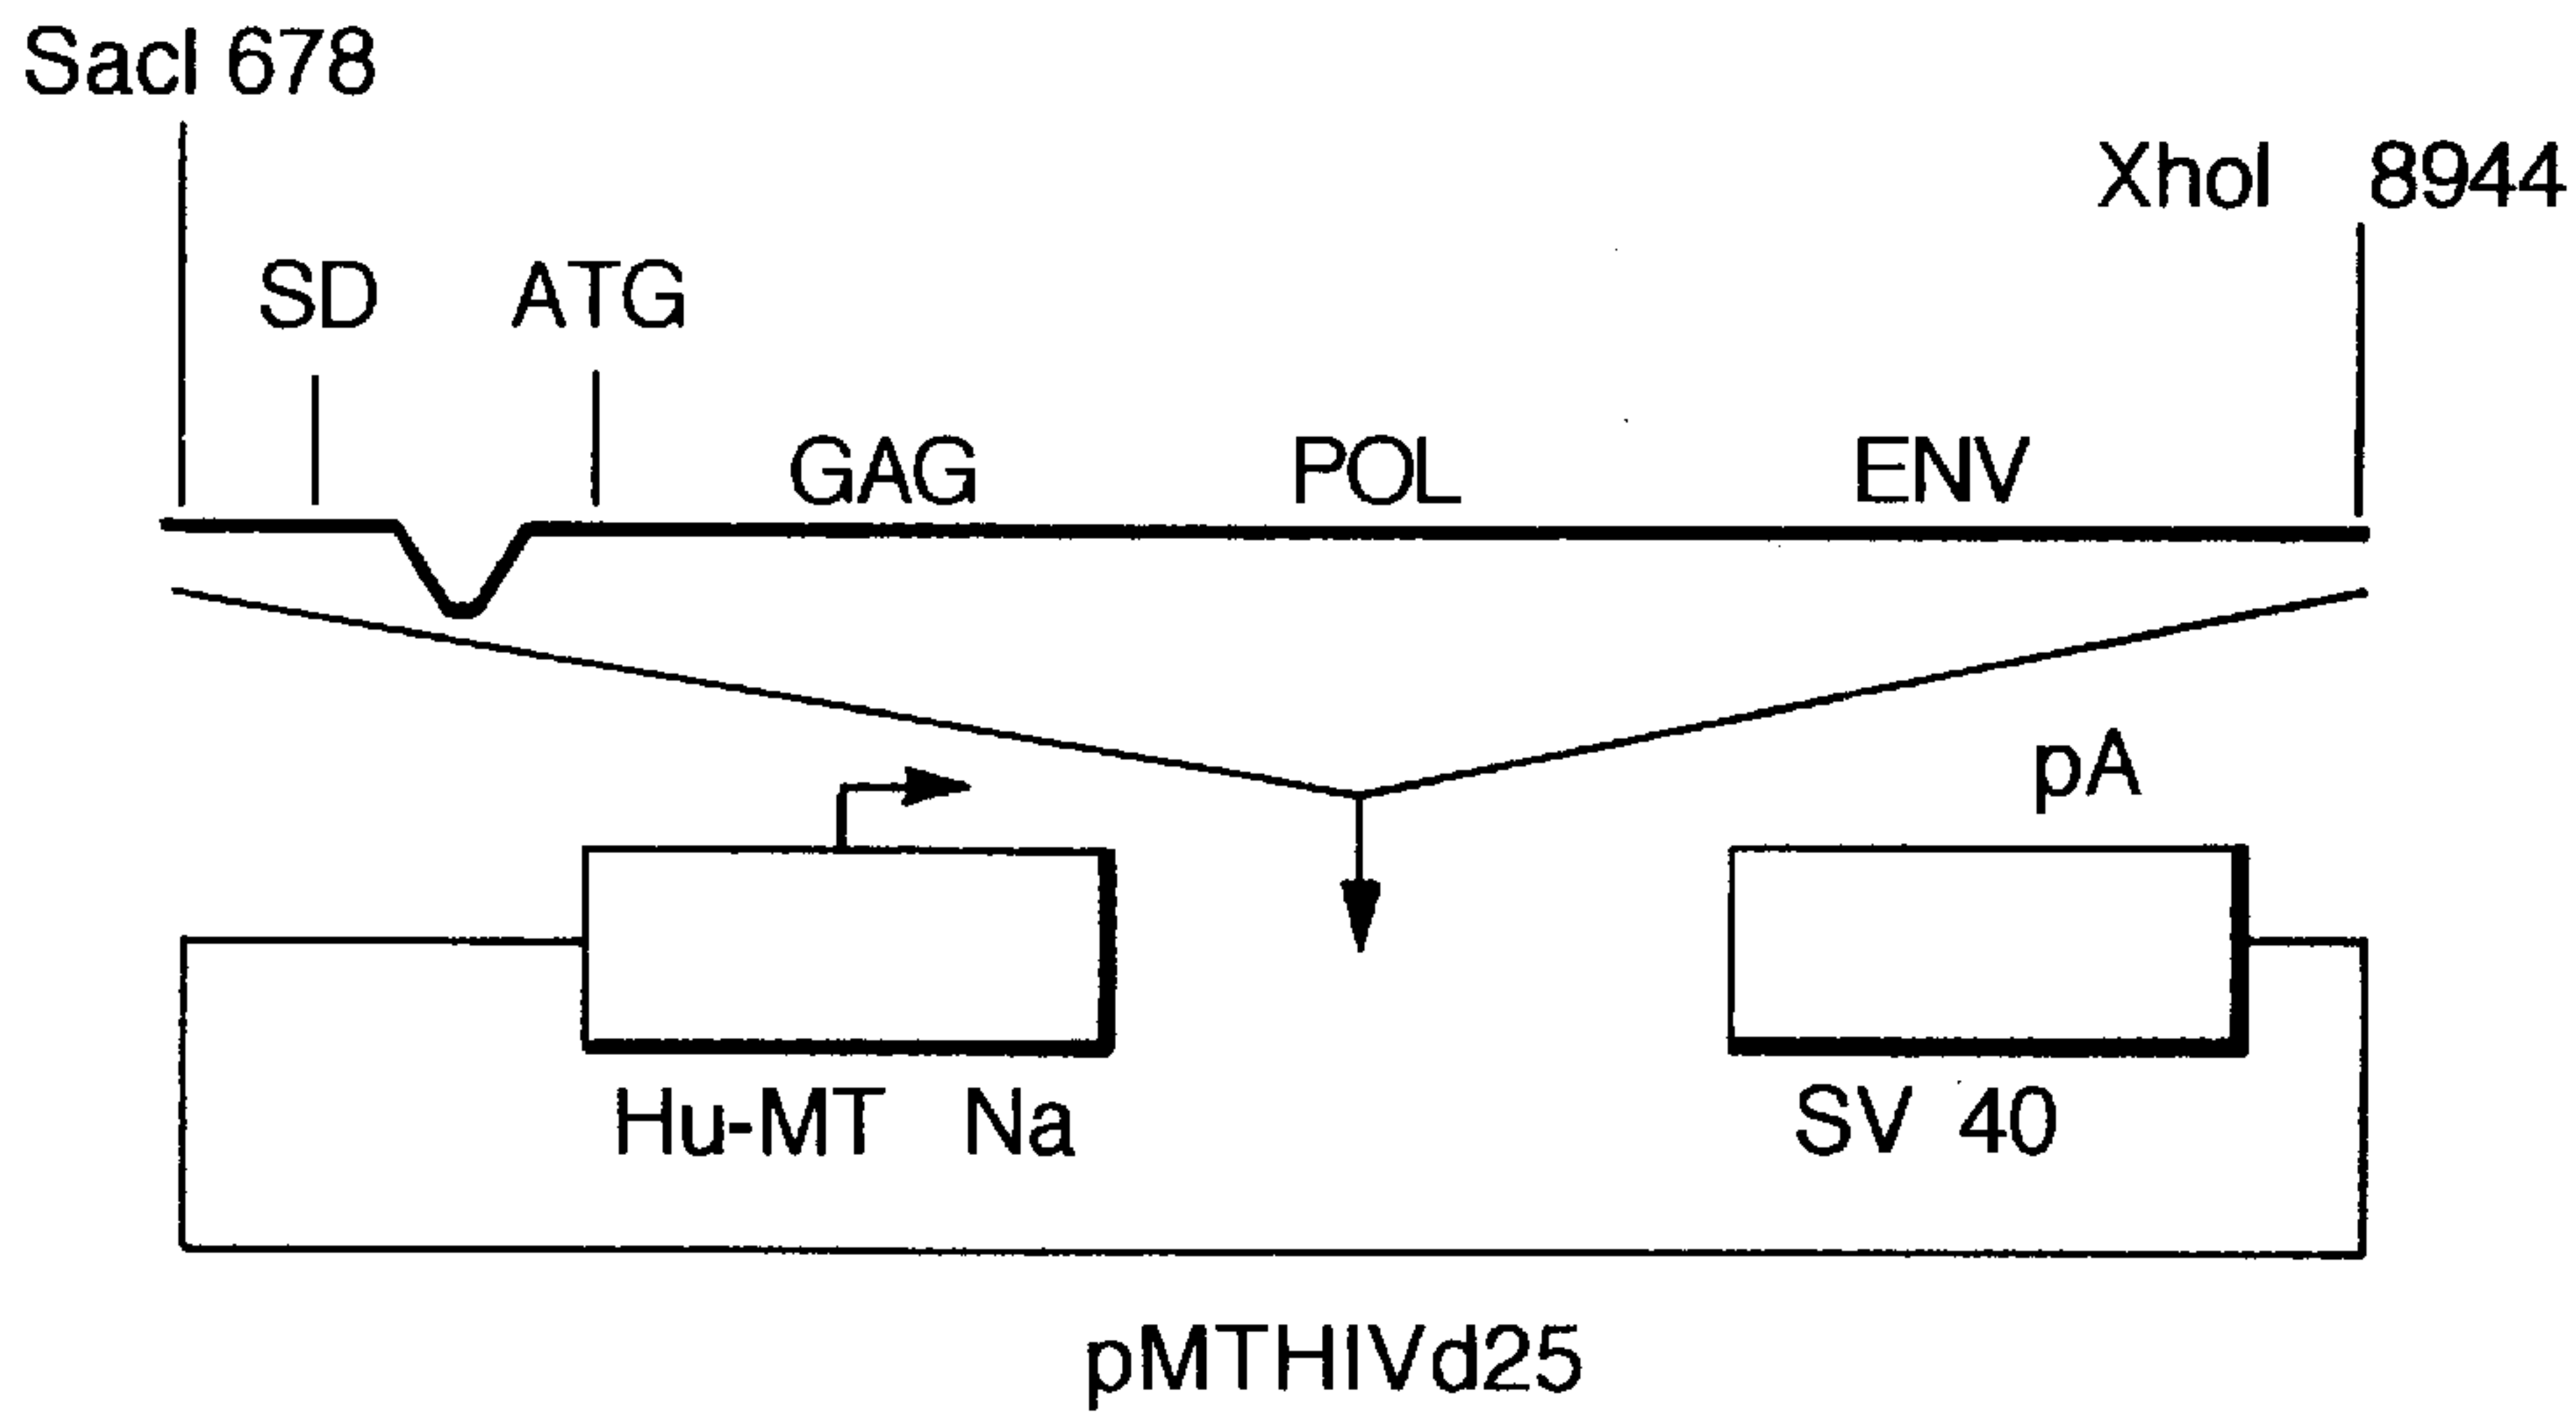 SacI 678
XhoI 8944
SD ATG
GAG POL ENV
pA
Hu-MT Na SV 40
pMTHIVd25